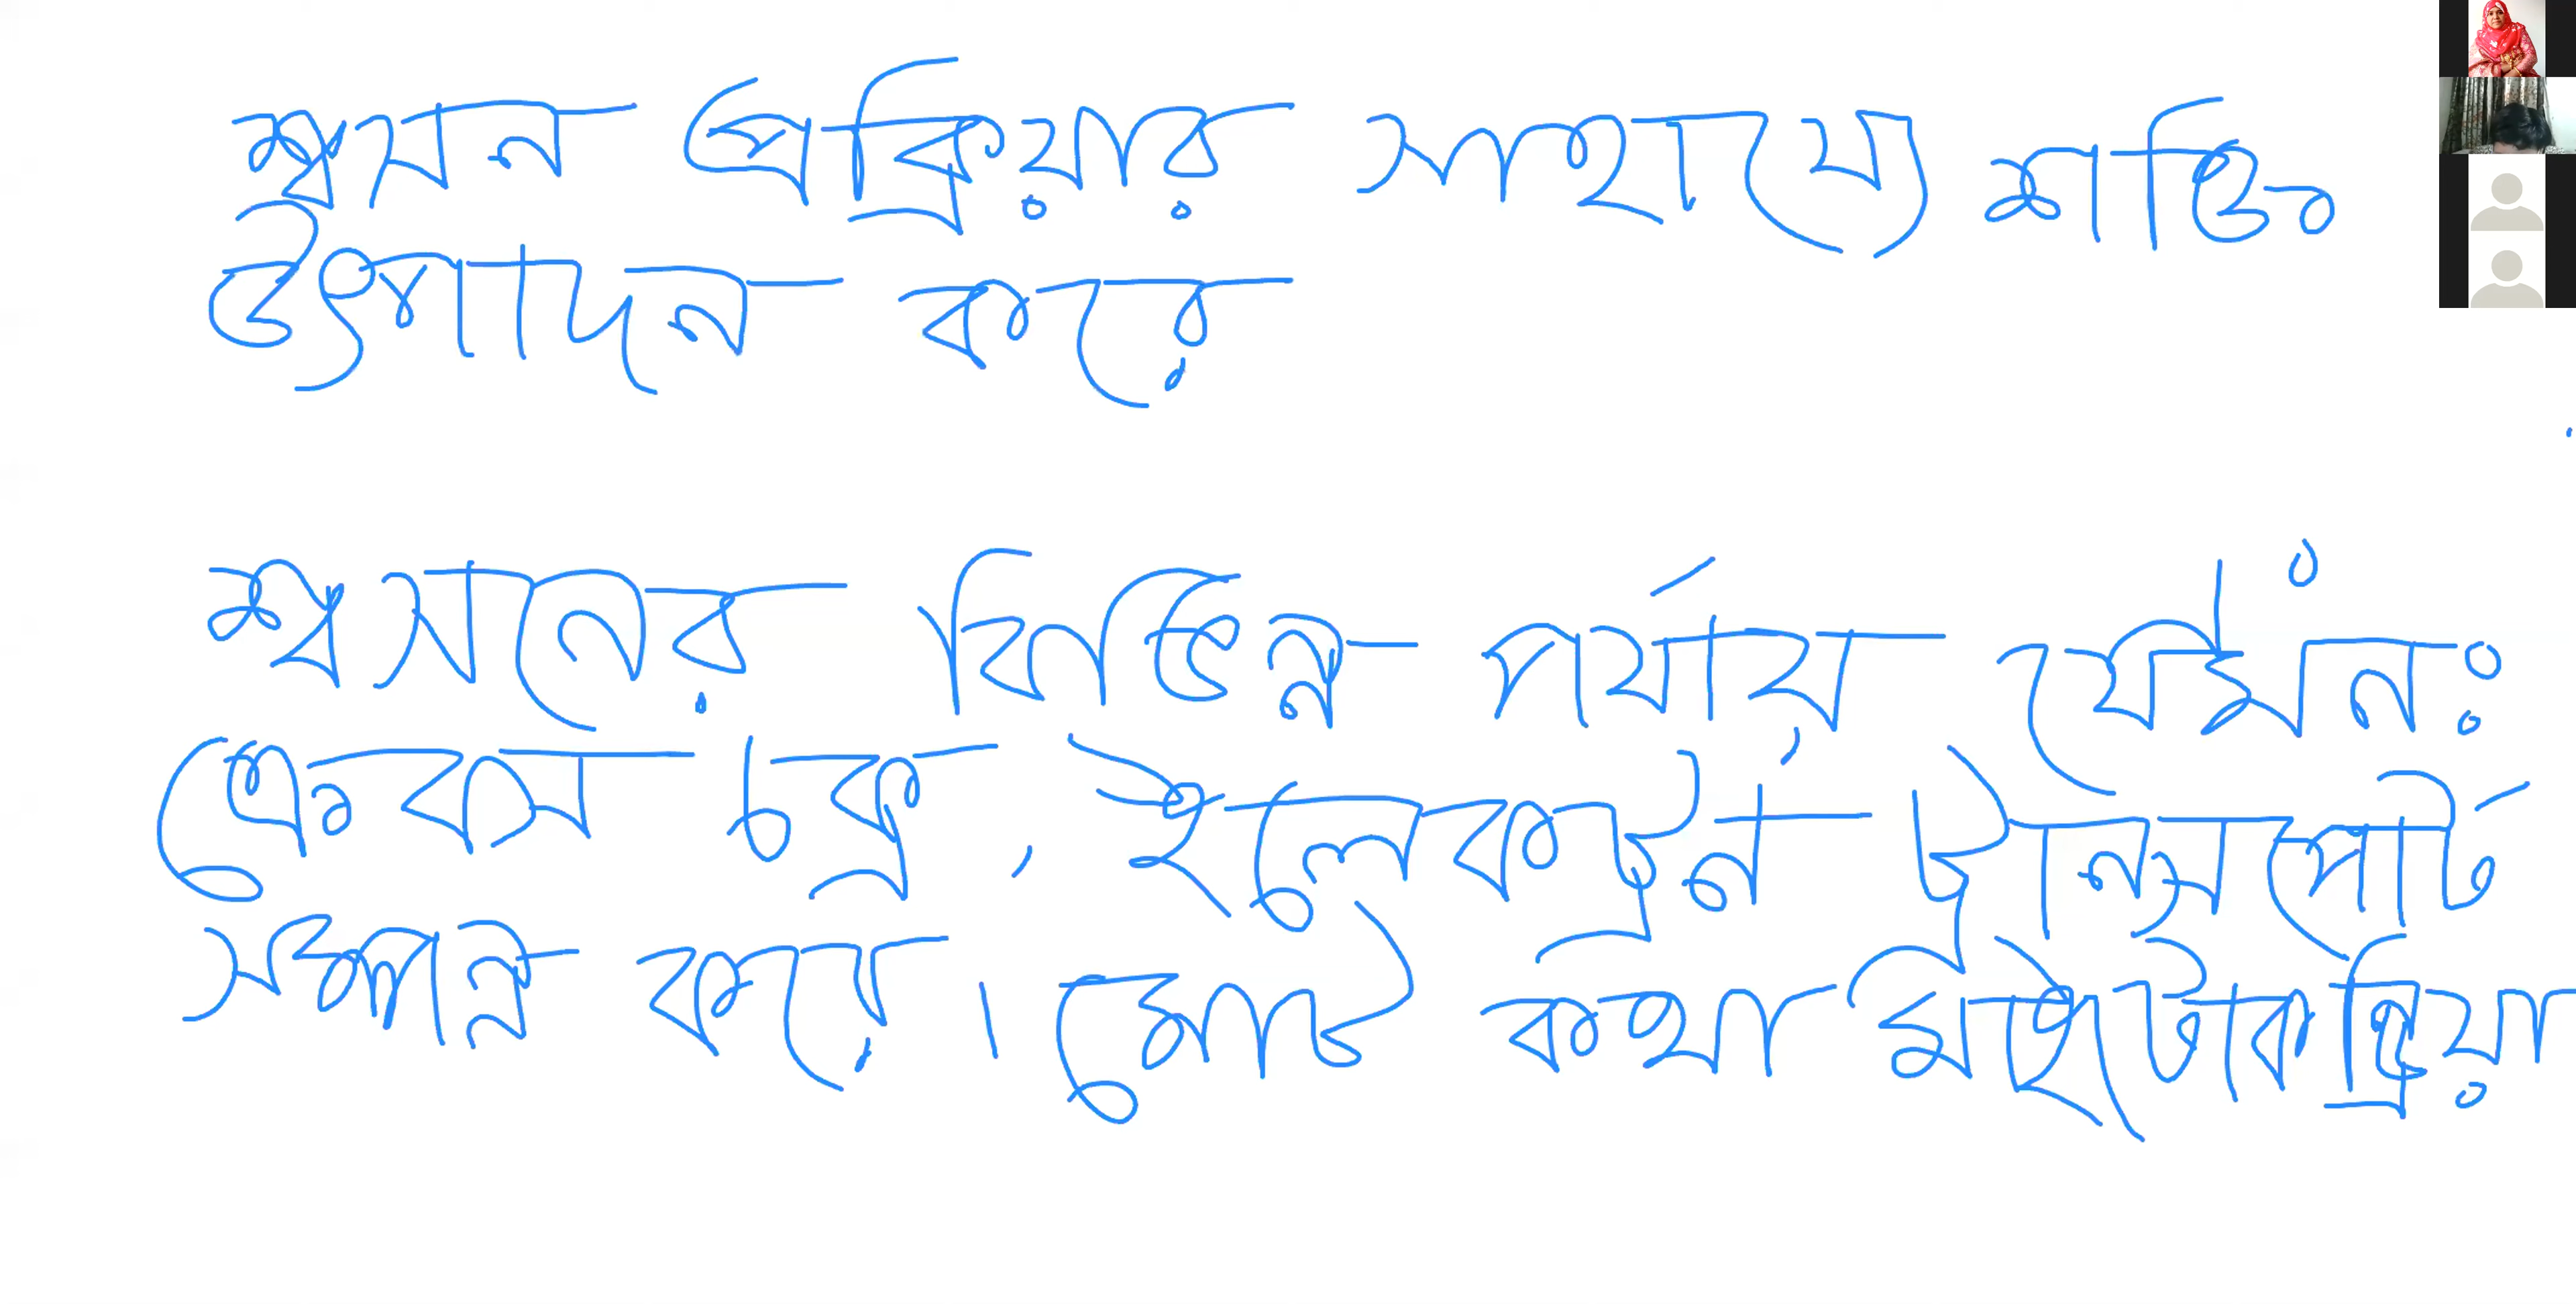 শ্বসন প্রক্রিয়ার সাহায্যে শক্তি
উৎপাদন করে
শ্বসনের বিভিন্ন পর্যায় যেমনঃ
ক্রেবস চক্র, ইলেকট্রন ট্রানসপোর্ট
সম্পন্ন করে। মোট কথা মাইটোকন্ড্রিয়া